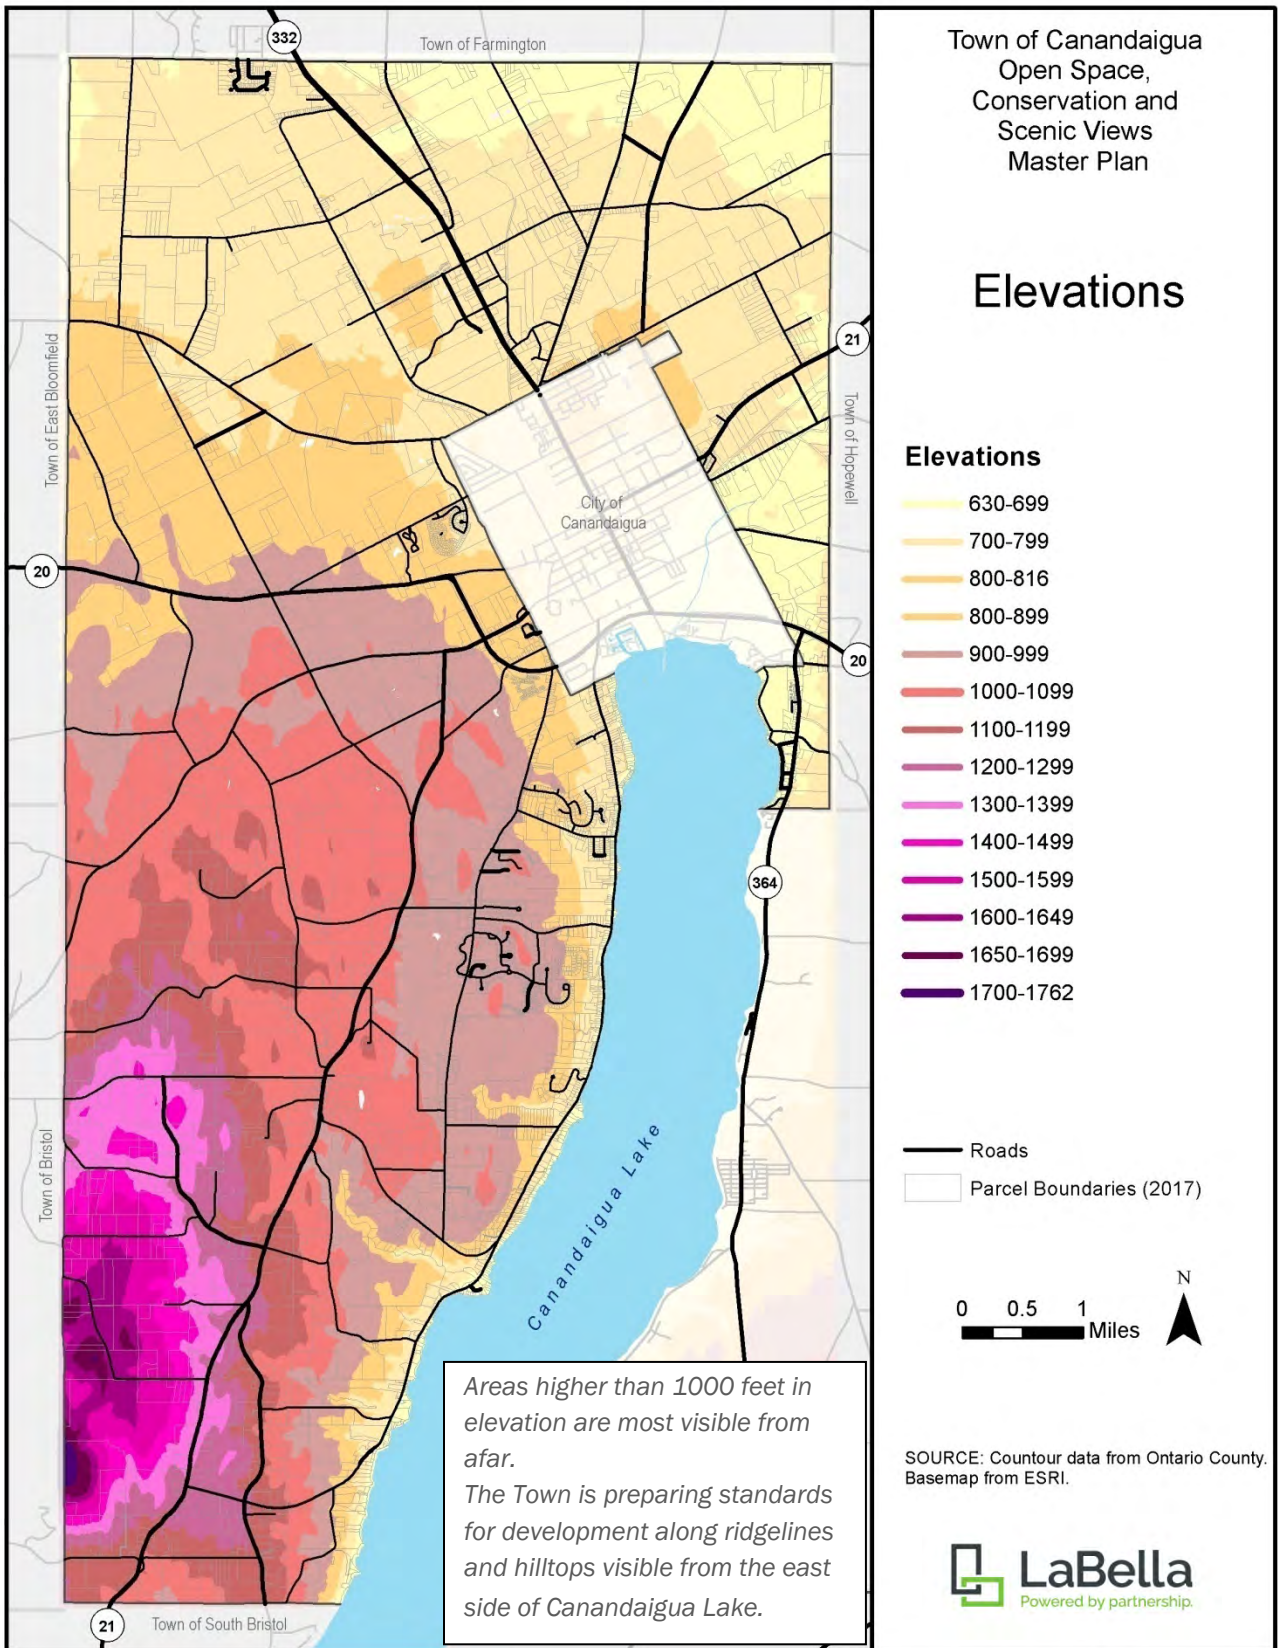 Town of Canandaigua
Open Space,
Conservation and
Scenic Views
Master Plan
Elevations
Elevations
630-699
700-799
800-816
800-899
900-999
1000-1099
1100-1199
1200-1299
1300-1399
1400-1499
1500-1599
1600-1649
1650-1699
1700-1762
Roads
Parcel Boundaries (2017)
0 0.5 1
Miles
N
SOURCE: Countour data from Ontario County.
Basemap from ESRI.
LaBella
Powered by partnership.
332
Town of Farmington
21
Town of East Bloomfield
Town of Hopewell
City of
Canandaigua
20
20
364
Town of Bristol
Canandaigua Lake
Areas higher than 1000 feet in
elevation are most visible from
afar.
The Town is preparing standards
for development along ridgelines
and hilltops visible from the east
side of Canandaigua Lake.
21
Town of South Bristol